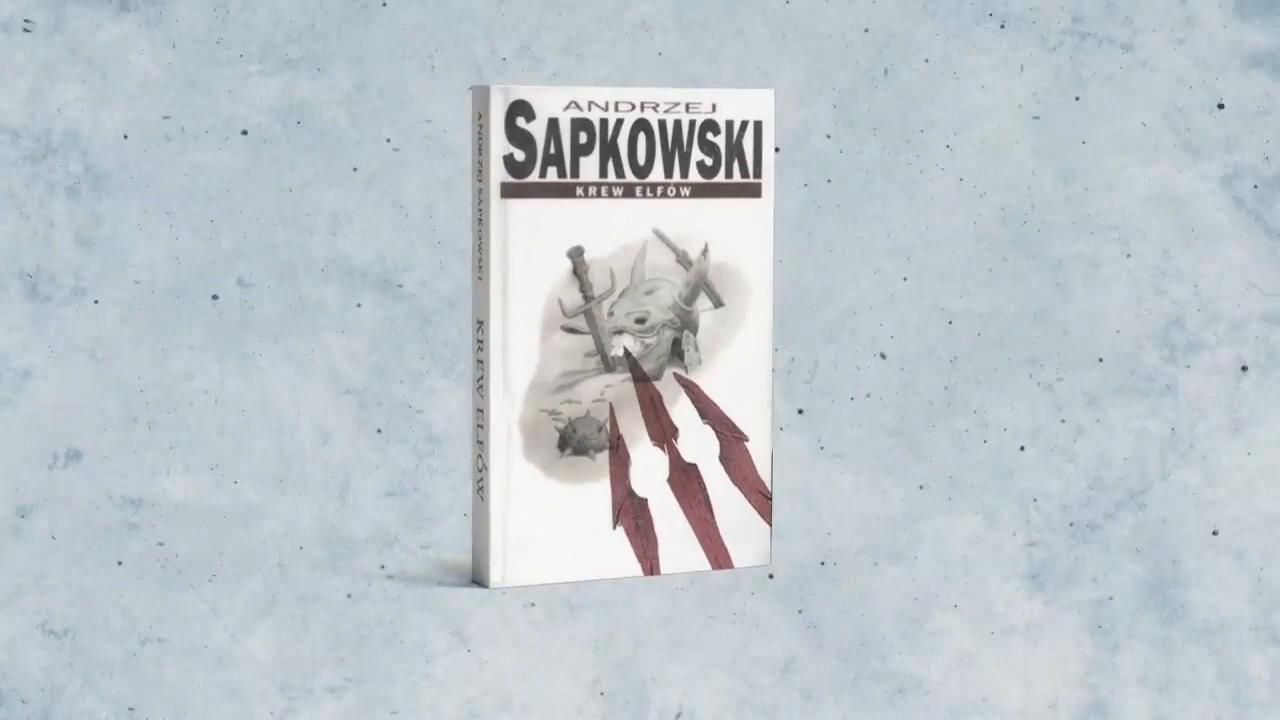 ANDRZEJ
SAPKOWSKI
KREW ELFÓW
ANDRZEJ SAPKOWSKI KREW ELFÓW